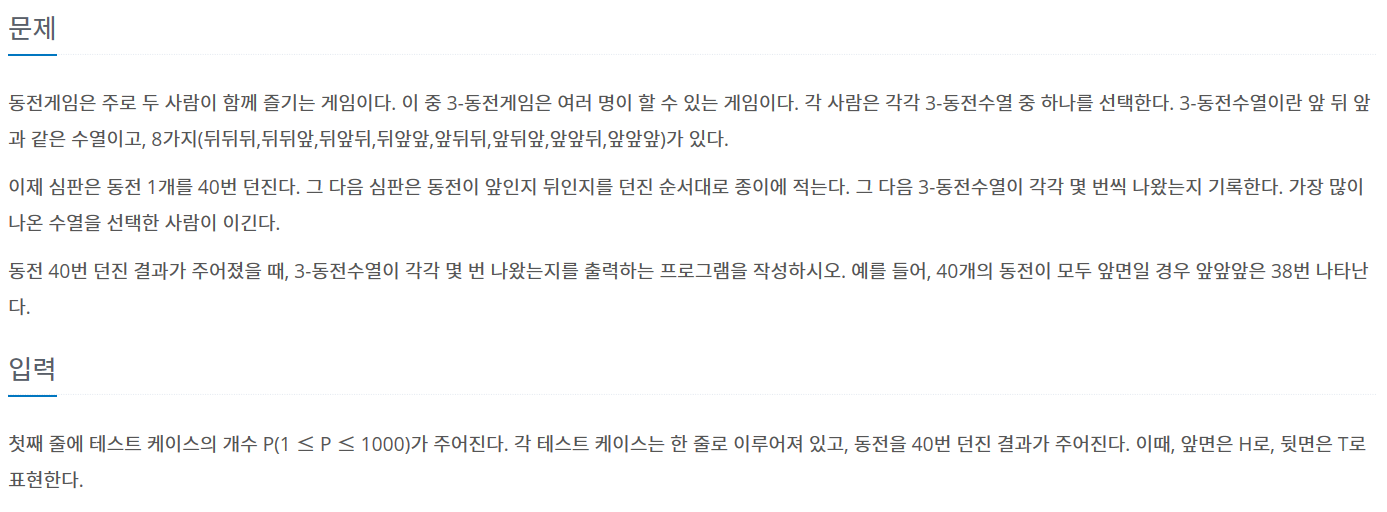 문제
동전게임은 주로 두 사람이 함께 즐기는 게임이다. 이 중 3-동전게임은 여러 명이 할 수 있는 게임이다. 각 사람은 각각 3-동전수열 중 하나를 선택한다. 3-동전수열이란 앞 뒤 앞
과 같은 수열이고, 8가지(뒤뒤뒤,뒤뒤앞,뒤앞뒤,뒤앞앞,앞뒤뒤,앞뒤앞,앞앞뒤,앞앞앞)가 있다.
이제 심판은 동전 1개를 40번 던진다. 그 다음 심판은 동전이 앞인지 뒤인지를 던진 순서대로 종이에 적는다. 그 다음 3-동전수열이 각각 몇 번씩 나왔는지 기록한다. 가장 많이
나온 수열을 선택한 사람이 이긴다.
동전 40번 던진 결과가 주어졌을 때, 3-동전수열이 각각 몇 번 나왔는지를 출력하는 프로그램을 작성하시오. 예를 들어, 40개의 동전이 모두 앞면일 경우 앞앞앞은 38번 나타난
다.
입력
첫째 줄에 테스트 케이스의 개수 P(1 ≤ P ≤ 1000)가 주어진다. 각 테스트 케이스는 한 줄로 이루어져 있고, 동전을 40번 던진 결과가 주어진다. 이때, 앞면은 H로, 뒷면은 T로
표현한다.